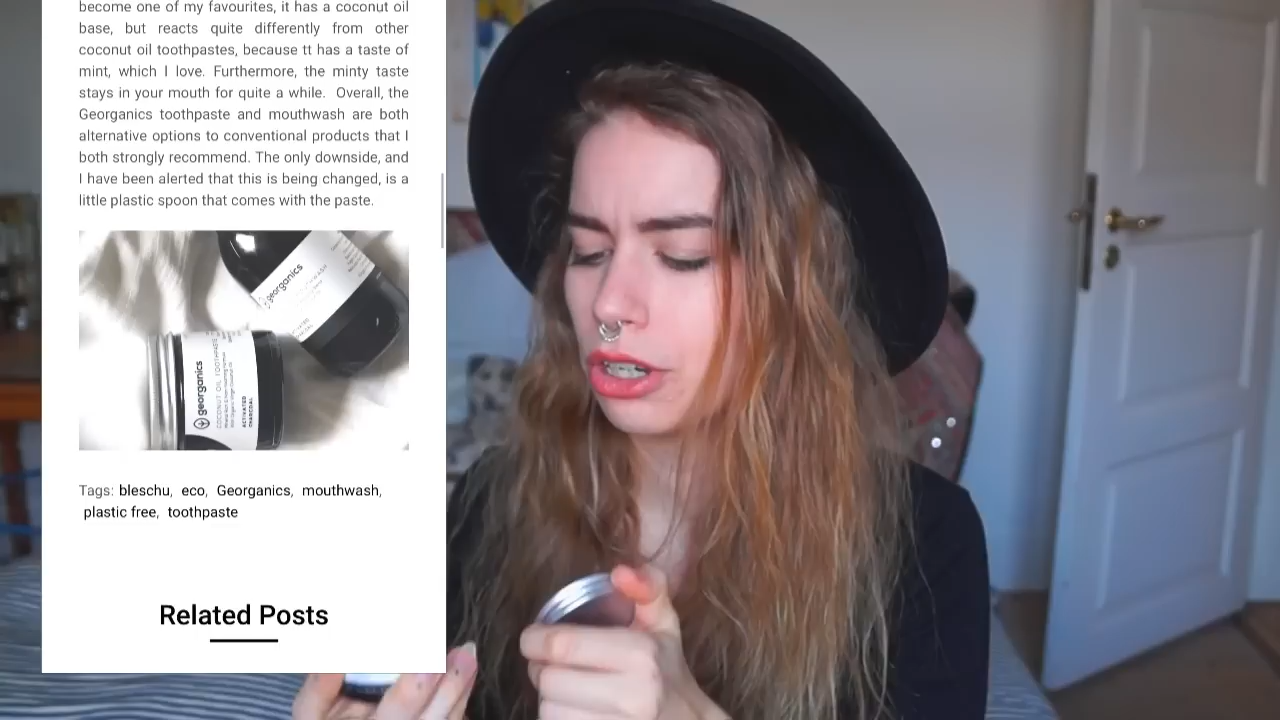 become one of my favourites, it has a coconut oil
base, but reacts quite differently from other
coconut oil toothpastes, because tt has a taste of
mint, which I love. Furthermore, the minty taste
stays in your mouth for quite a while. Overall, the
Georganics toothpaste and mouthwash are both
alternative options to conventional products that I
both strongly recommend. The only downside, and
I have been alerted that this is being changed, is a
little plastic spoon that comes with the paste.
georganics
georganics
COCONUT OIL TOOTHPASTE
ACTIVATED
CHARCOAL
Tags: bleschu, eco, Georganics, mouthwash,
plastic free, toothpaste
Related Posts